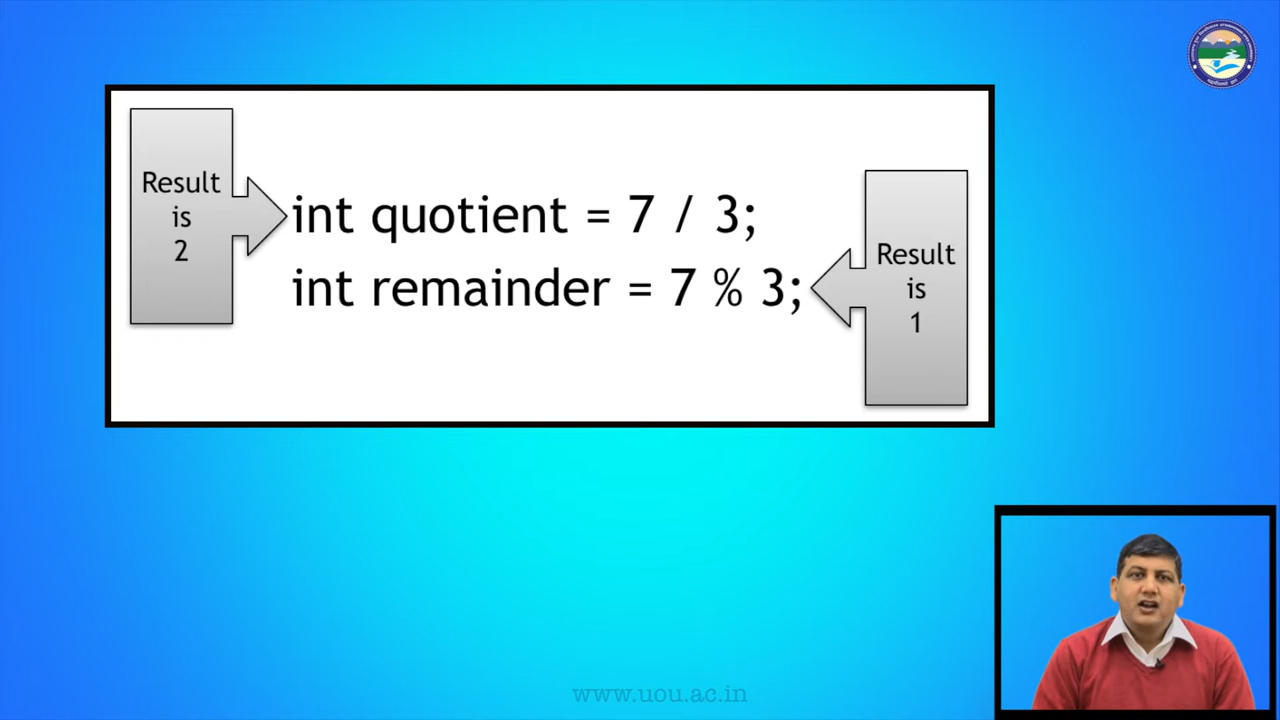 Result
is
2
int quotient = 7 / 3;
int remainder = 7 % 3;
Result
is
1
www.uou.ac.in